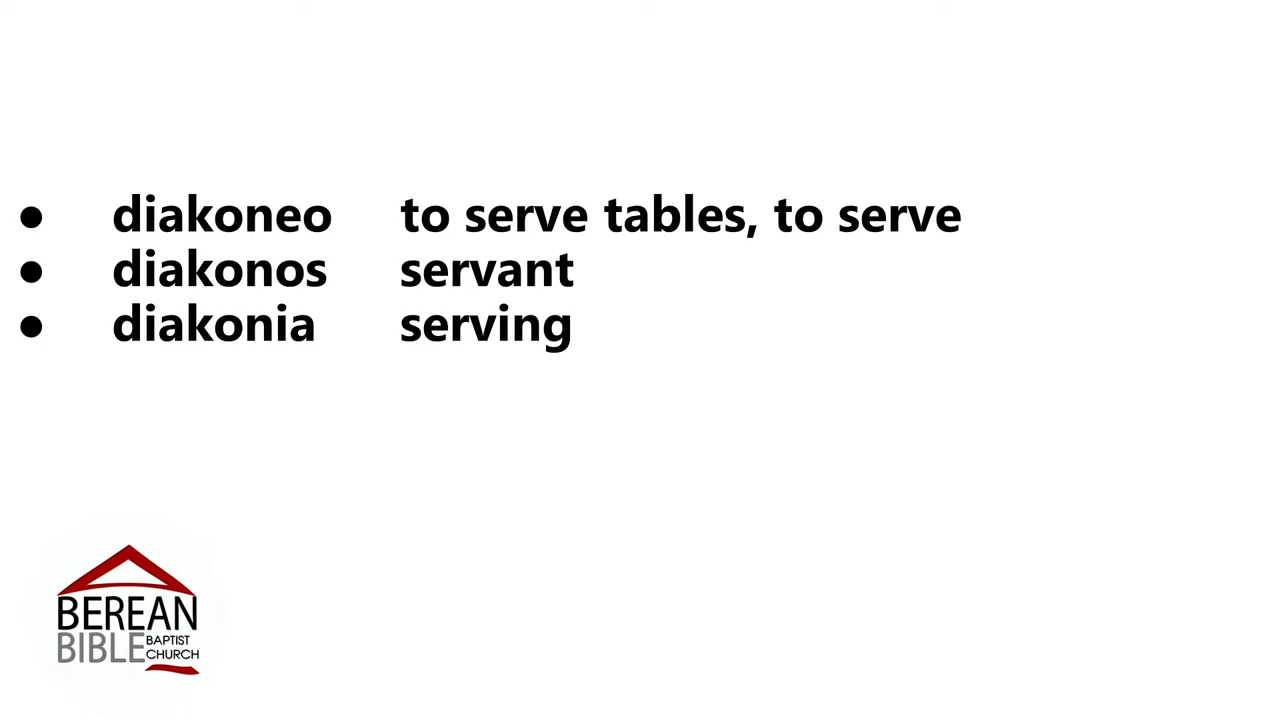 ● diakoneo to serve tables, to serve
● diakonos servant
● diakonia serving
BEREAN
BIBLE BAPTIST
CHURCH